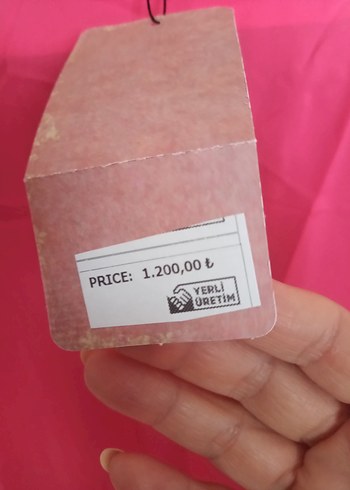 PRICE: 1.200,00 ₺
YERLİ
ÜRETİM